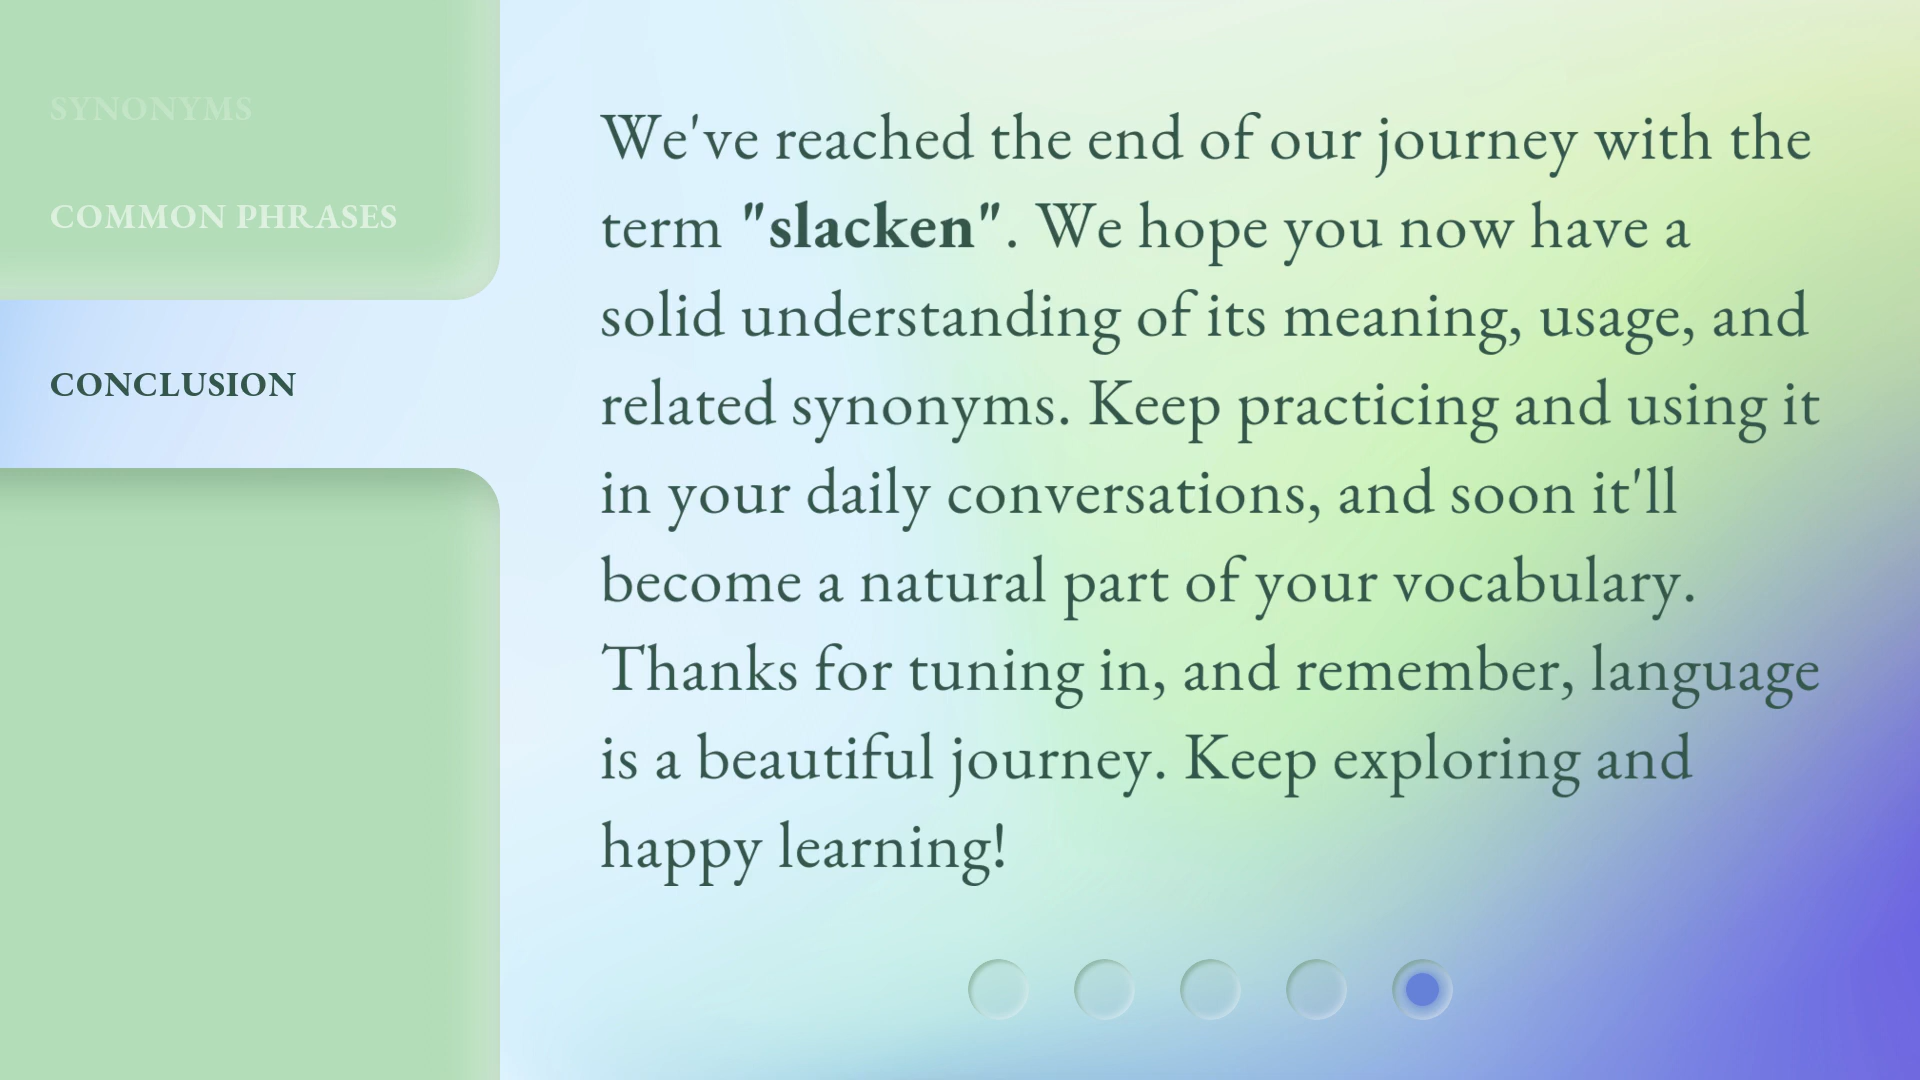 SYNONYMS
COMMON PHRASES
CONCLUSION
We've reached the end of our journey with the
term "slacken". We hope you now have a
solid understanding of its meaning, usage, and
related synonyms. Keep practicing and using it
in your daily conversations, and soon it'll
become a natural part of your vocabulary.
Thanks for tuning in, and remember, language
is a beautiful journey. Keep exploring and
happy learning!